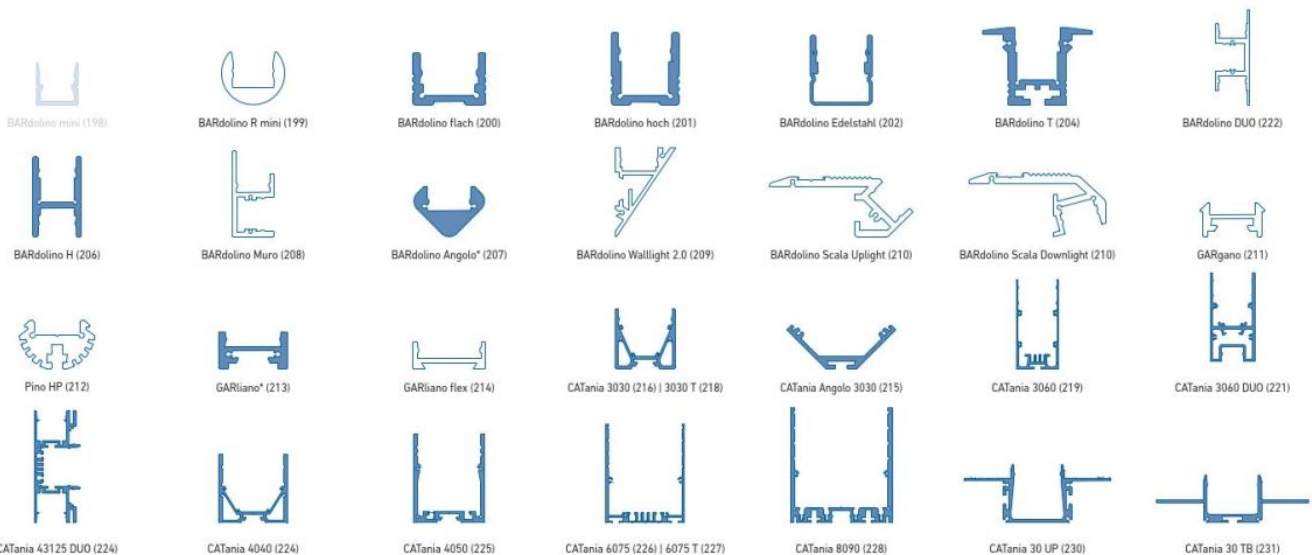 BARdolino mini (198)
BARdolino R mini (199)
BARdolino flach (200)
BARdolino hoch (201)
BARdolino Edelstahl (202)
BARdolino T (204)
BARdolino DUO (222)
BARdolino H (206)
BARdolino Muro (208)
BARdolino Angolo* (207)
BARdolino Walllight 2.0 (209)
BARdolino Scala Uplight (210)
BARdolino Scala Downlight (210)
GARgano (211)
Pino HP (212)
GARliano* (213)
GARliano flex (214)
CATania 3030 (216) | 3030 T (218)
CATania Angolo 3030 (215)
CATania 3060 (219)
CATania 3060 DUO (221)
CATania 43125 DUO (224)
CATania 4040 (224)
CATania 4050 (225)
CATania 6075 (226) | 6075 T (227)
CATania 8090 (228)
CATania 30 UP (230)
CATania 30 TB (231)